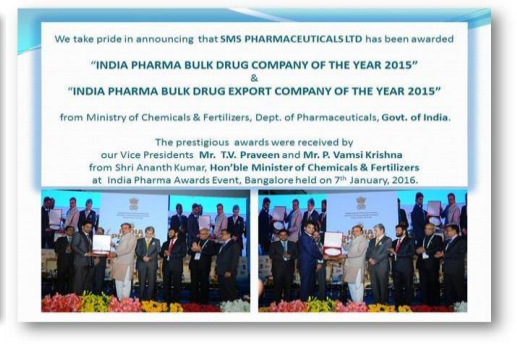 We take pride in announcing that SMS PHARMACEUTICALS LTD has been awarded
"INDIA PHARMA BULK DRUG COMPANY OF THE YEAR 2015"
&
"INDIA PHARMA BULK DRUG EXPORT COMPANY OF THE YEAR 2015"
from Ministry of Chemicals & Fertilizers, Dept. of Pharmaceuticals, Govt. of India.
The prestigious awards were received by
our Vice Presidents Mr. T.V. Praveen and Mr. P. Vamsi Krishna
from Shri Ananth Kumar, Hon'ble Minister of Chemicals & Fertilizers
at India Pharma Awards Event, Bangalore held on 7th January, 2016.